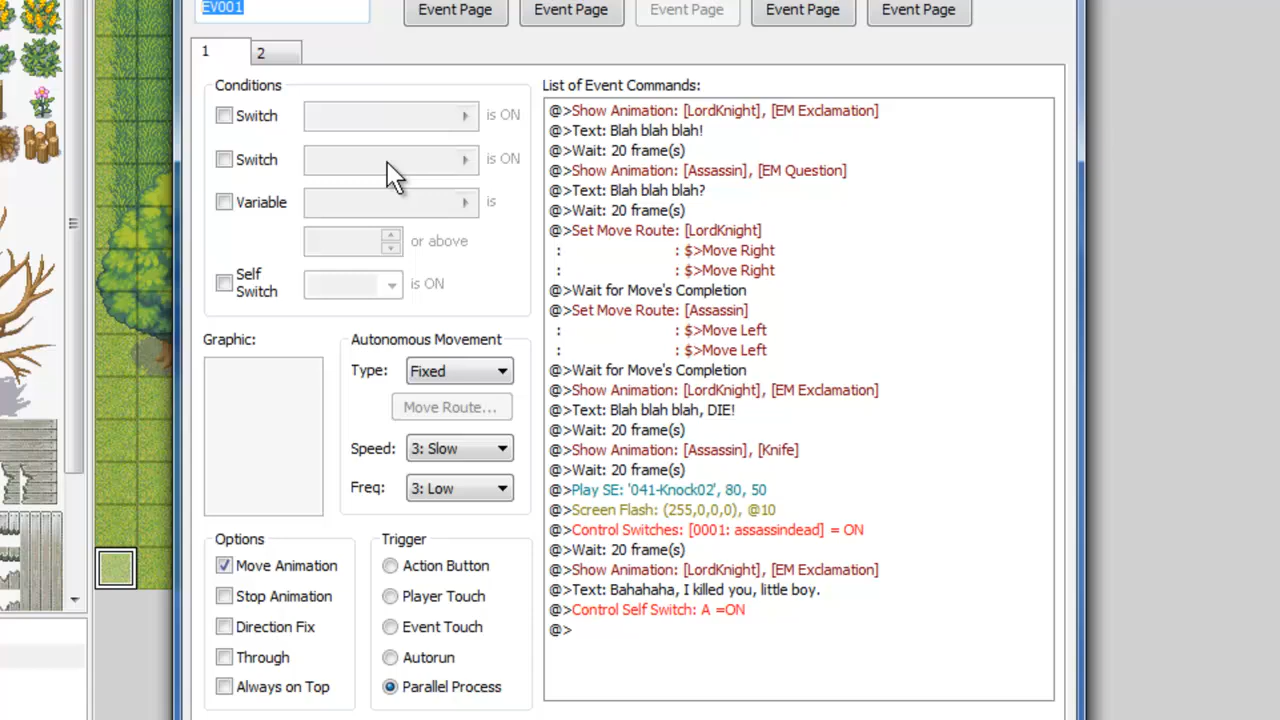 EV001
Event Page
Event Page
Event Page
Event Page
Event Page
1
2
Conditions
Switch
is ON
Switch
is ON
Variable
is
or above
Self
Switch
is ON
Graphic:
Autonomous Movement
Type:
Fixed
Move Route...
Speed:
3: Slow
Freq:
3: Low
Options
Move Animation
Stop Animation
Direction Fix
Through
Always on Top
Trigger
Action Button
Player Touch
Event Touch
Autorun
Parallel Process
List of Event Commands:
@>Show Animation: [LordKnight], [EM Exclamation]
@>Text: Blah blah blah!
@>Wait: 20 frame(s)
@>Show Animation: [Assassin], [EM Question]
@>Text: Blah blah blah?
@>Wait: 20 frame(s)
@>Set Move Route: [LordKnight]
: : $>Move Right
: : $>Move Right
@>Wait for Move's Completion
@>Set Move Route: [Assassin]
: : $>Move Left
: : $>Move Left
@>Wait for Move's Completion
@>Show Animation: [LordKnight], [EM Exclamation]
@>Text: Blah blah blah, DIE!
@>Wait: 20 frame(s)
@>Show Animation: [Assassin], [Knife]
@>Wait: 20 frame(s)
@>Play SE: '041-Knock02', 80, 50
@>Screen Flash: (255,0,0,0), @10
@>Control Switches: [0001: assassindead] = ON
@>Wait: 20 frame(s)
@>Show Animation: [LordKnight], [EM Exclamation]
@>Text: Bahahaha, I killed you, little boy.
@>Control Self Switch: A =ON
@>